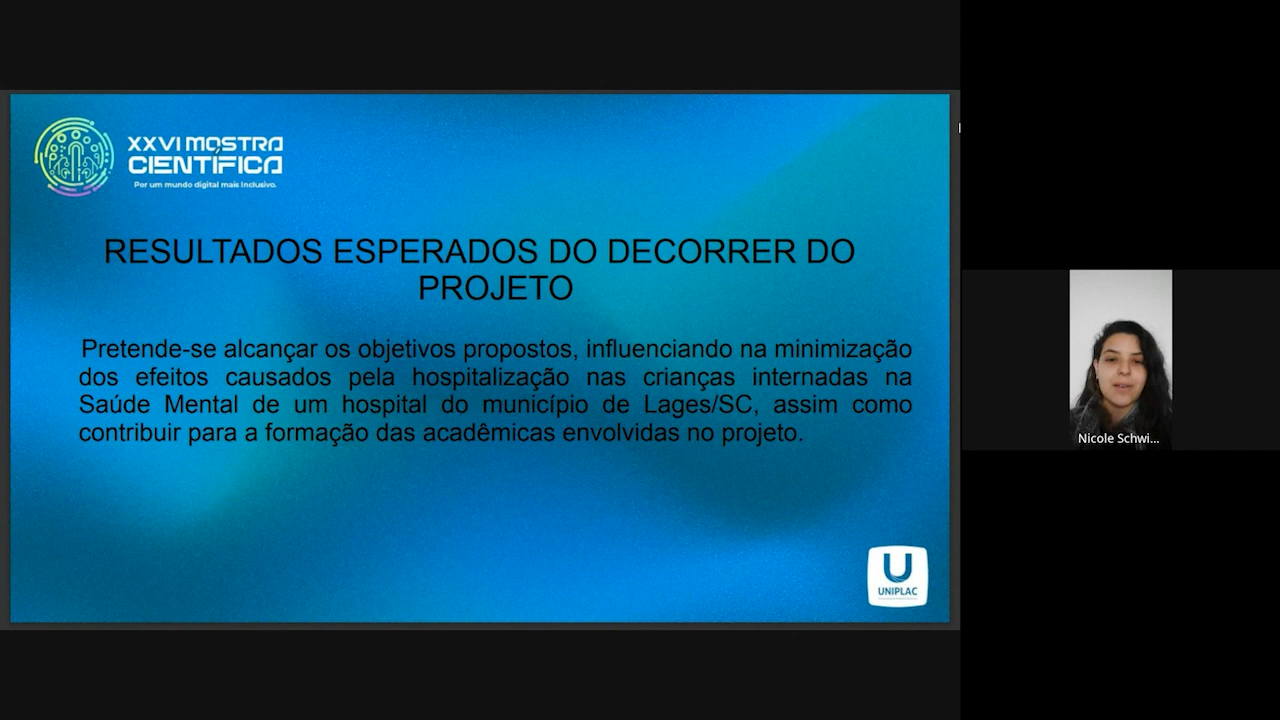 XXVI MOSTRA
CIENTÍFICA
Por um mundo digital mais Inclusivo.
RESULTADOS ESPERADOS DO DECORRER DO
PROJETO
Pretende-se alcançar os objetivos propostos, influenciando na minimização
dos efeitos causados pela hospitalização nas crianças internadas na
Saúde Mental de um hospital do município de Lages/SC, assim como
contribuir para a formação das acadêmicas envolvidas no projeto.
Nicole Schwi...
U
UNIPLAC